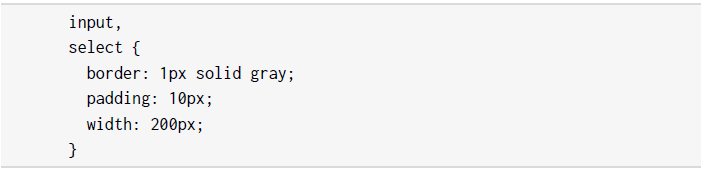 input,
select {
  border: 1px solid gray;
  padding: 10px;
  width: 200px;
}